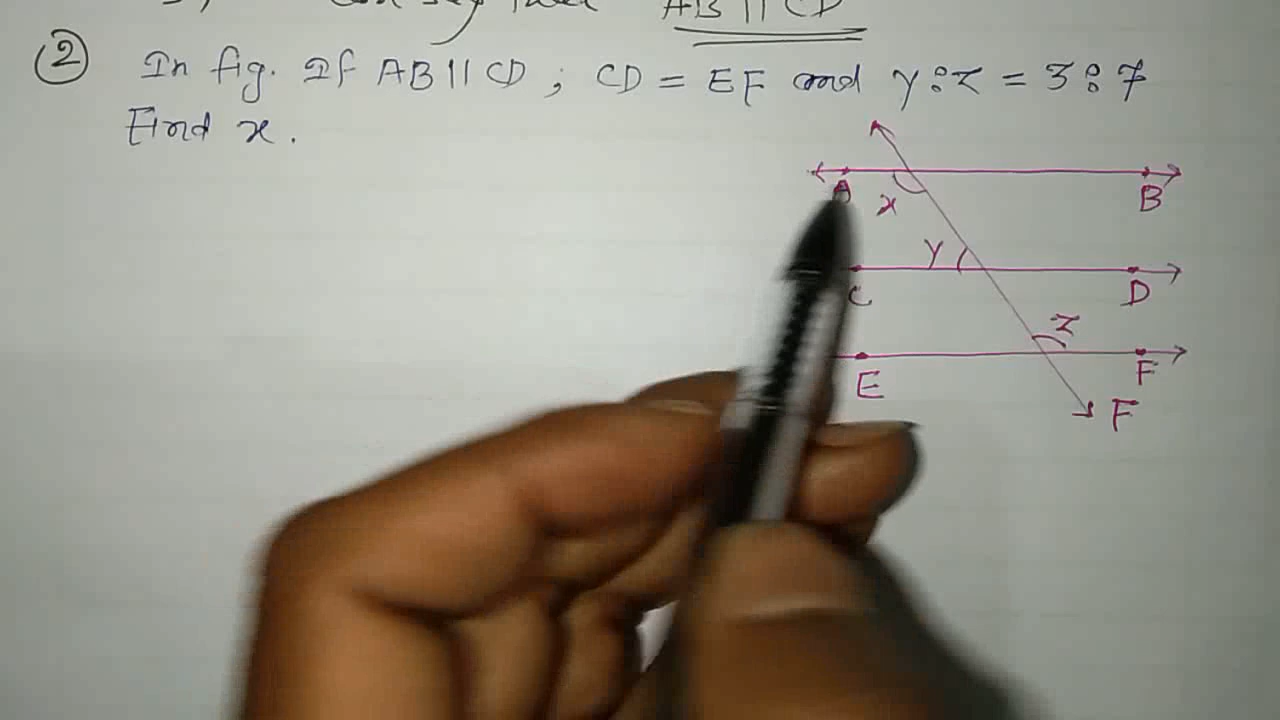 AB || CD
② In fig. If AB || CD ; CD = EF and y : z = 3 : 7
Find x.
A
B
x
y
C
D
z
E
F
F